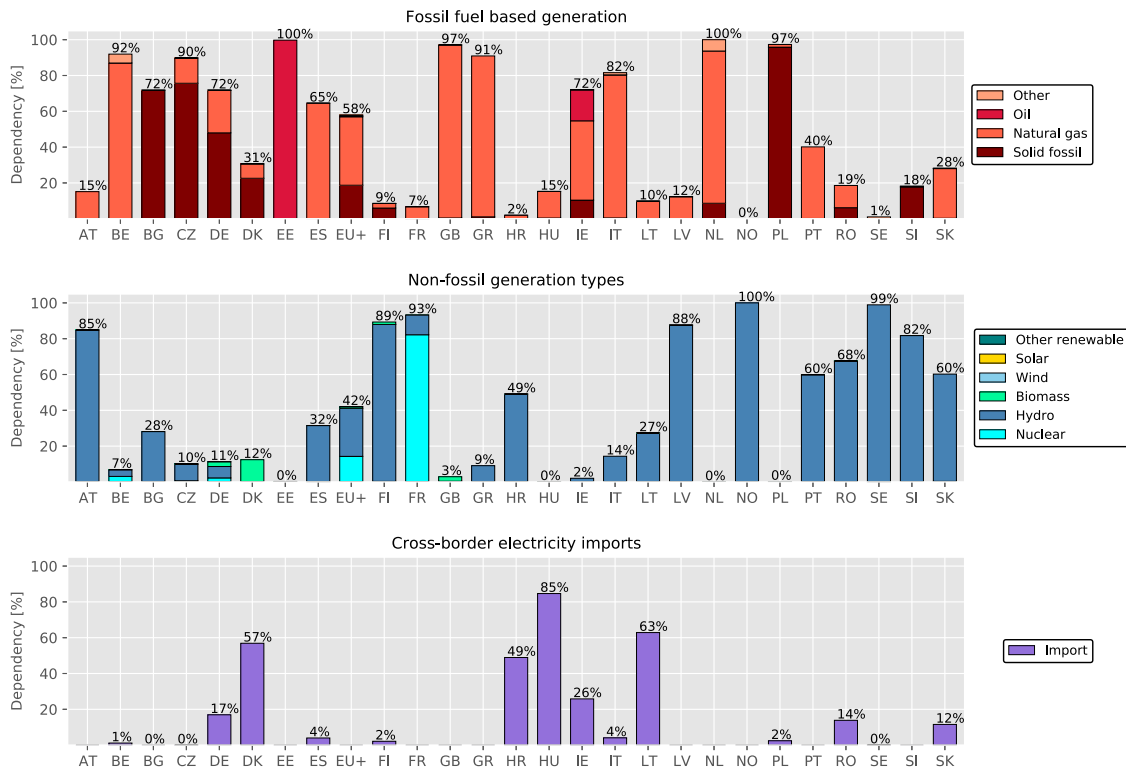 Fossil fuel based generation
Dependency [%]
100
80
60
40
20
15% 92% 72% 90% 72% 31% 100% 65% 58% 9% 7% 97% 91% 2% 15% 72% 82% 10% 12% 100% 0% 97% 40% 19% 1% 18% 28%
AT BE BG CZ DE DK EE ES EU+ FI FR GB GR HR HU IE IT LT LV NL NO PL PT RO SE SI SK
Other
Oil
Natural gas
Solid fossil
Non-fossil generation types
Dependency [%]
100
80
60
40
20
85% 7% 28% 10% 11% 12% 0% 32% 42% 89% 93% 3% 9% 49% 0% 2% 14% 27% 88% 0% 100% 0% 60% 68% 99% 82% 60%
AT BE BG CZ DE DK EE ES EU+ FI FR GB GR HR HU IE IT LT LV NL NO PL PT RO SE SI SK
Other renewable
Solar
Wind
Biomass
Hydro
Nuclear
Cross-border electricity imports
Dependency [%]
100
80
60
40
20
1% 0% 0% 17% 57% 4% 2% 49% 85% 26% 4% 63% 2% 14% 0% 12%
AT BE BG CZ DE DK EE ES EU+ FI FR GB GR HR HU IE IT LT LV NL NO PL PT RO SE SI SK
Import